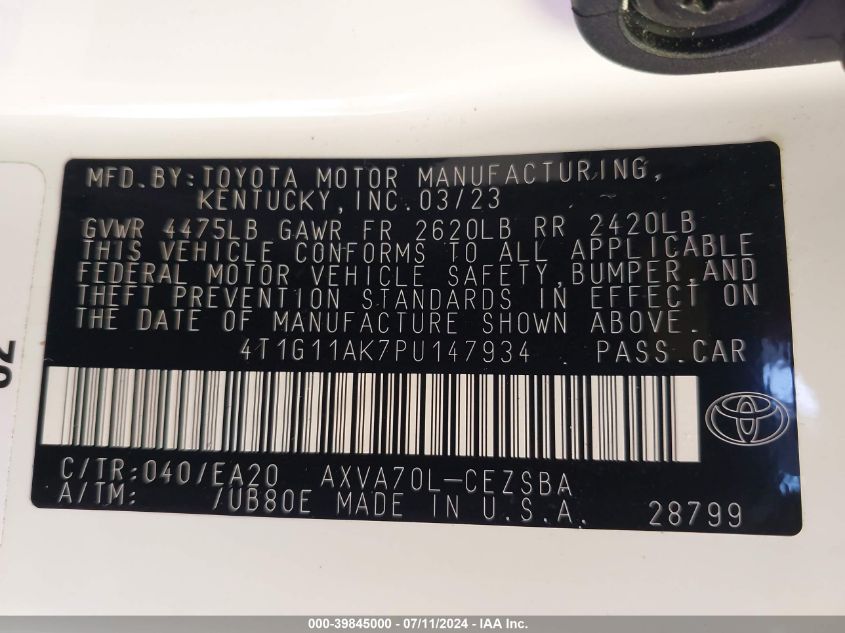 MFD. BY: TOYOTA MOTOR MANUFACTURING,
KENTUCKY, INC. 03/23
GVWR 4475LB GAWR FR 2620LB RR 2420LB
THIS VEHICLE CONFORMS TO ALL APPLICABLE
FEDERAL MOTOR VEHICLE SAFETY, BUMPER, AND
THEFT PREVENTION STANDARDS IN EFFECT ON
THE DATE OF MANUFACTURE SHOWN ABOVE.
4T1G11AK7PU147934 PASS. CAR
C/TR: 040/EA20 AXVA70L-CEZSBA
A/TM: /UB80E MADE IN U.S.A. 28799
000-39845000 - 07/11/2024 - IAA Inc.